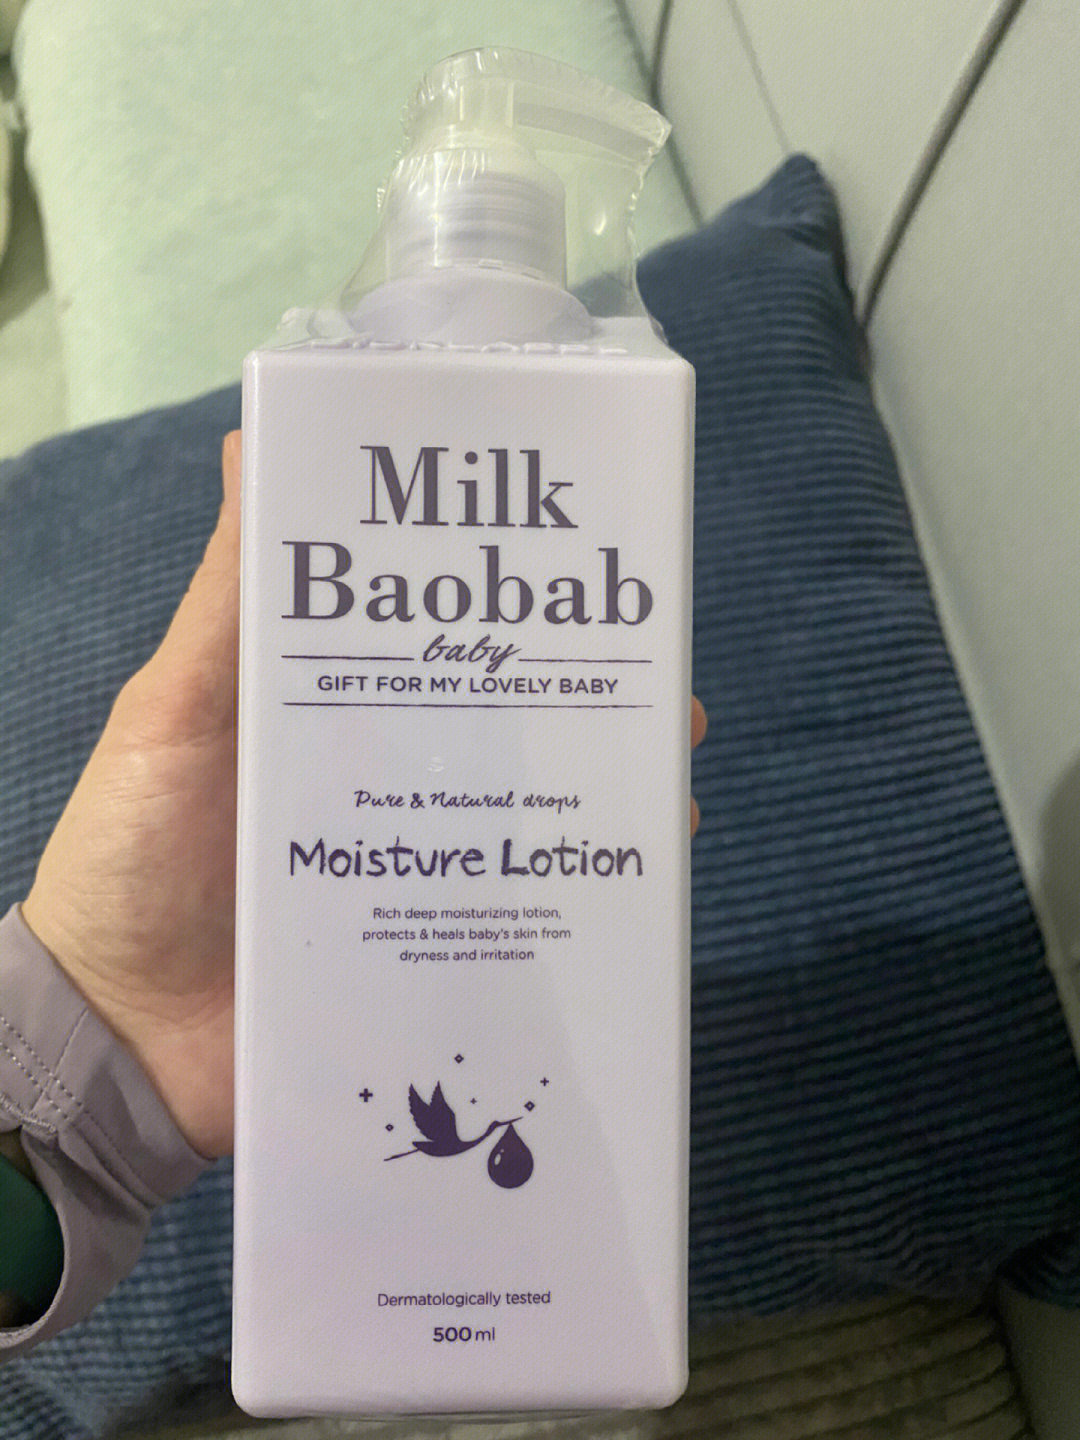 Milk
Baobab
baby
GIFT FOR MY LOVELY BABY
Pure & Natural drops
Moisture Lotion
Rich deep moisturizing lotion,
protects & heals baby's skin from
dryness and irritation
Dermatologically tested
500ml